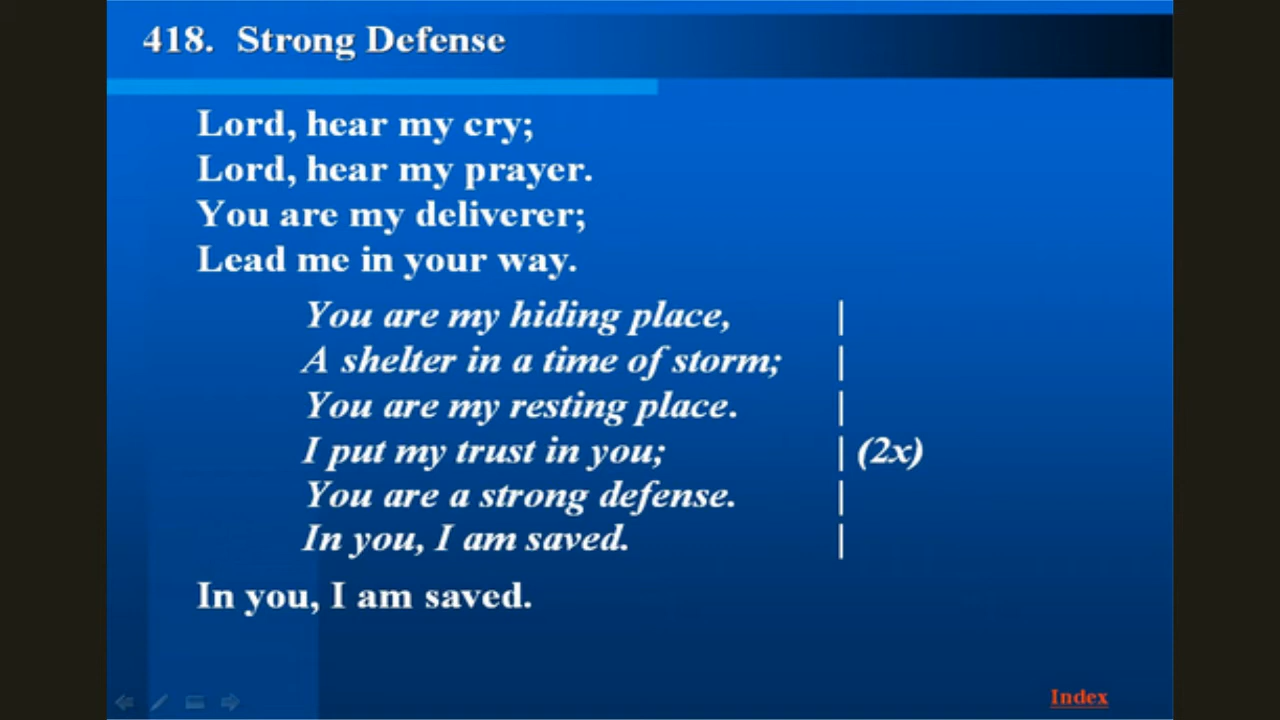 418. Strong Defense
Lord, hear my cry;
Lord, hear my prayer.
You are my deliverer;
Lead me in your way.
You are my hiding place, |
A shelter in a time of storm; |
You are my resting place. |
I put my trust in you; | (2x)
You are a strong defense. |
In you, I am saved. |
In you, I am saved.
Index